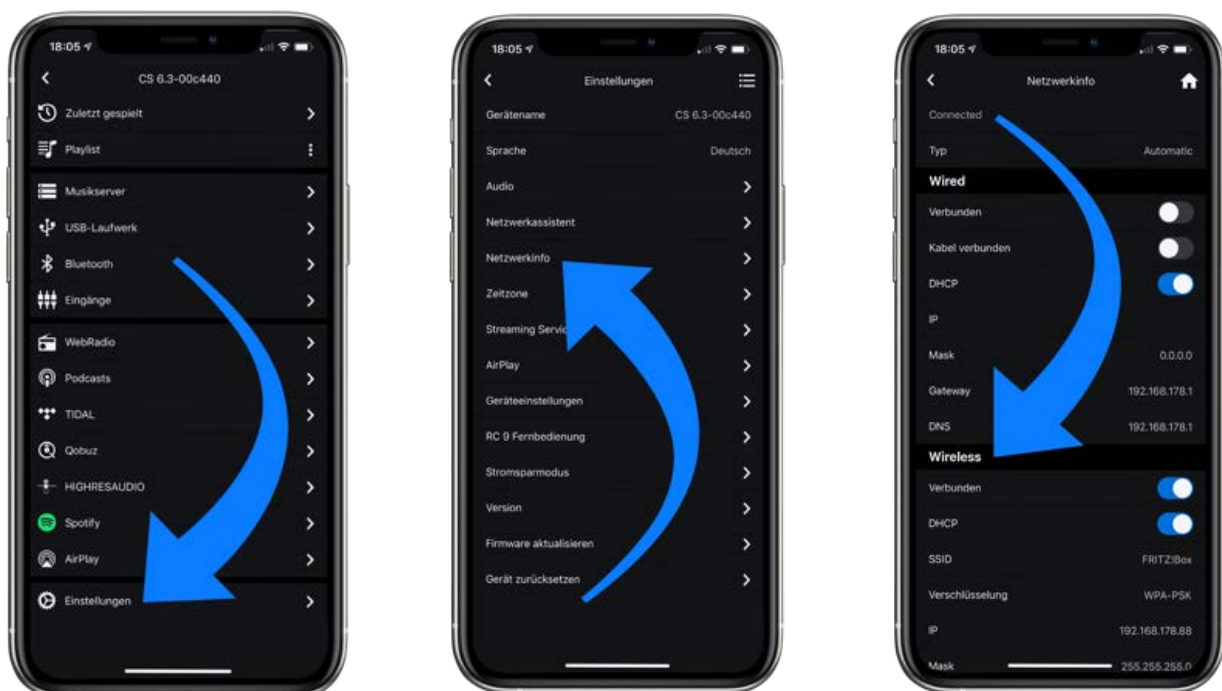 18:05
CS 6.3-00c440
Zuletzt gespielt
Playlist
Musikserver
USB-Laufwerk
Bluetooth
Eingänge
WebRadio
Podcasts
TIDAL
Qobuz
HIGHRESAUDIO
Spotify
AirPlay
Einstellungen
18:05
Einstellungen
Gerätename CS 6.3-00c440
Sprache Deutsch
Audio
Netzwerkassistent
Netzwerkinfo
Zeitzone
Streaming Servic
AirPlay
Geräteeinstellungen
RC 9 Fernbedienung
Stromsparmodus
Version
Firmware aktualisieren
Gerät zurücksetzen
18:05
Netzwerkinfo
Connected
Typ Automatic
Wired
Verbunden
Kabel verbunden
DHCP
IP
Mask 0.0.0.0
Gateway 192.168.178.1
DNS 192.168.178.1
Wireless
Verbunden
DHCP
SSID FRITZ!Box
Verschlüsselung WPA-PSK
IP 192.168.178.88
Mask 255.255.255.0